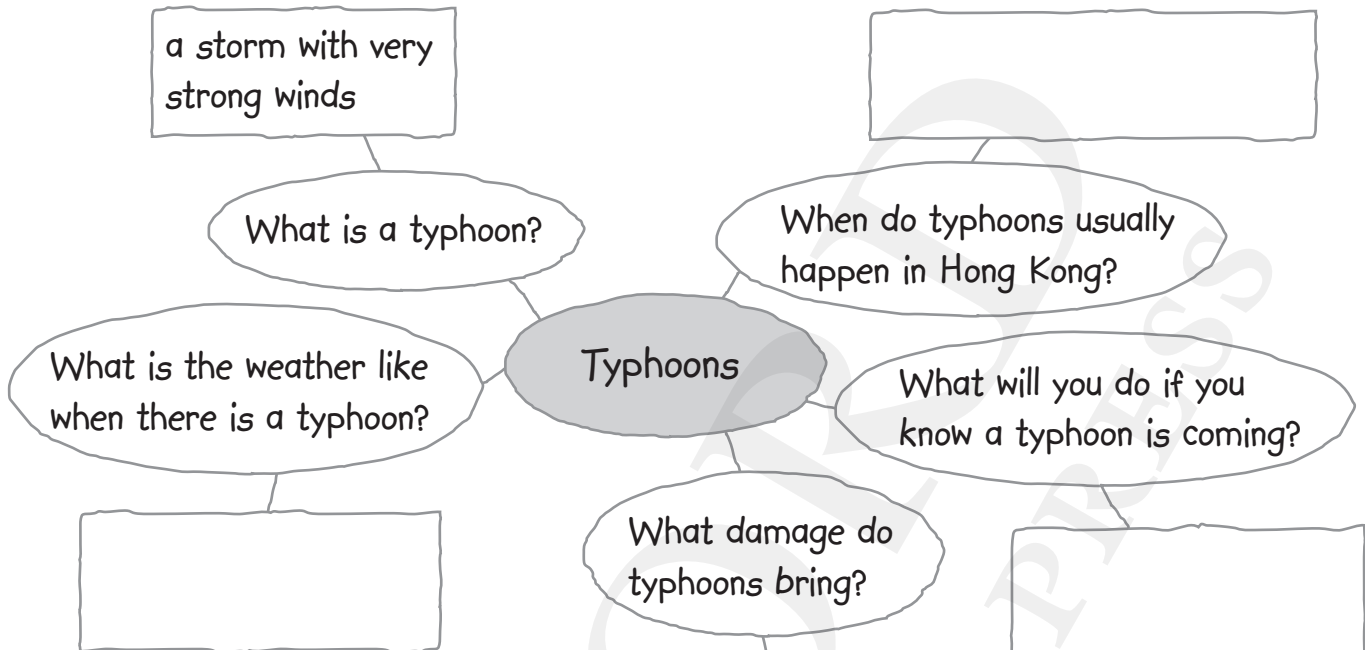 a storm with very
strong winds
What is a typhoon?
When do typhoons usually
happen in Hong Kong?
What is the weather like
when there is a typhoon?
Typhoons
What will you do if you
know a typhoon is coming?
What damage do
typhoons bring?
ORD
PRESS